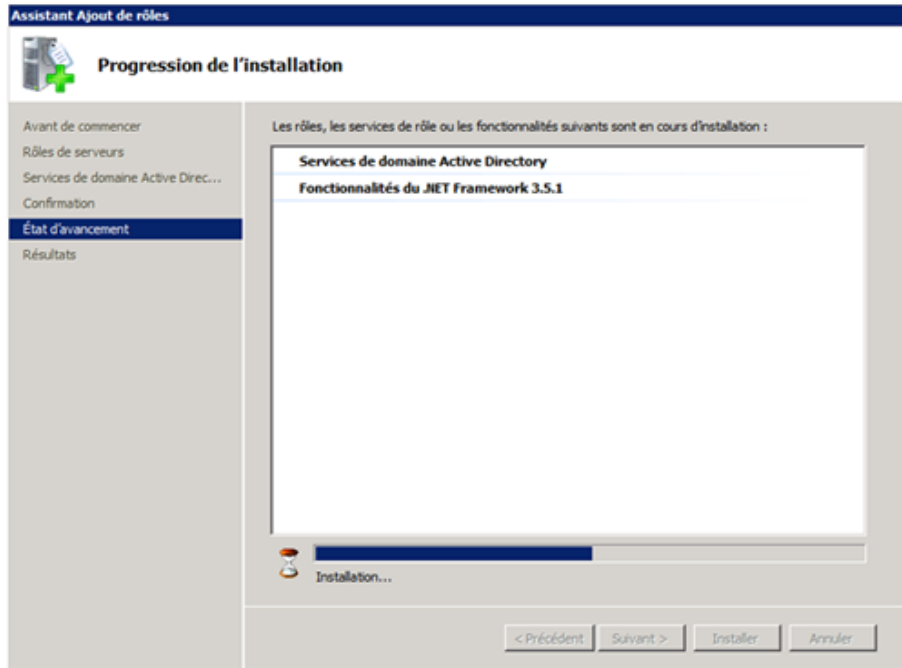 Assistant Ajout de rôles
Progression de l'installation
Avant de commencer
Rôles de serveurs
Services de domaine Active Direc...
Confirmation
État d'avancement
Résultats
Les rôles, les services de rôle ou les fonctionnalités suivants sont en cours d'installation :
Services de domaine Active Directory
Fonctionnalités du .NET Framework 3.5.1
Installation...
< Précédent
Suivant >
Installer
Annuler